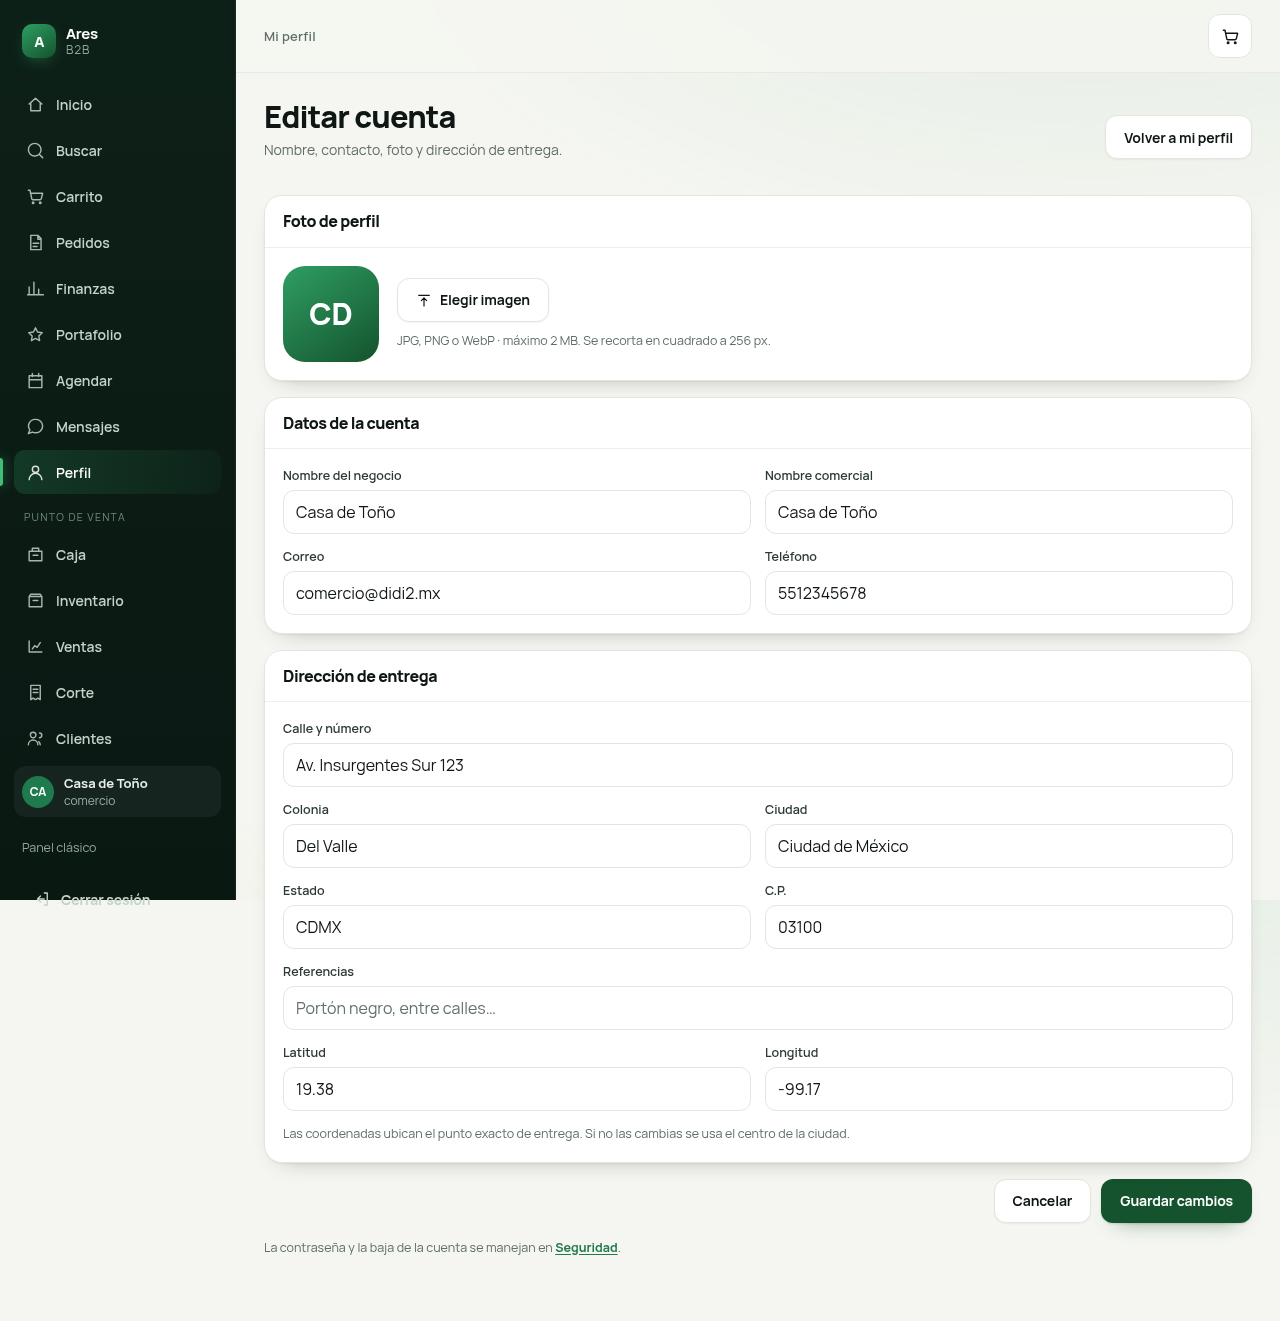 A
Ares
B2B
Inicio
Buscar
Carrito
Pedidos
Finanzas
Portafolio
Agendar
Mensajes
Perfil
PUNTO DE VENTA
Caja
Inventario
Ventas
Corte
Clientes
CA
Casa de Toño
comercio
Panel clásico
Cerrar sesión
Mi perfil
Editar cuenta
Nombre, contacto, foto y dirección de entrega.
Volver a mi perfil
Foto de perfil
CD
Elegir imagen
JPG, PNG o WebP · máximo 2 MB. Se recorta en cuadrado a 256 px.
Datos de la cuenta
Nombre del negocio
Nombre comercial
Casa de Toño
Casa de Toño
Correo
Teléfono
comercio@didi2.mx
5512345678
Dirección de entrega
Calle y número
Av. Insurgentes Sur 123
Colonia
Ciudad
Del Valle
Ciudad de México
Estado
C.P.
CDMX
03100
Referencias
Portón negro, entre calles…
Latitud
Longitud
19.38
-99.17
Las coordenadas ubican el punto exacto de entrega. Si no las cambias se usa el centro de la ciudad.
Cancelar
Guardar cambios
La contraseña y la baja de la cuenta se manejan en Seguridad.